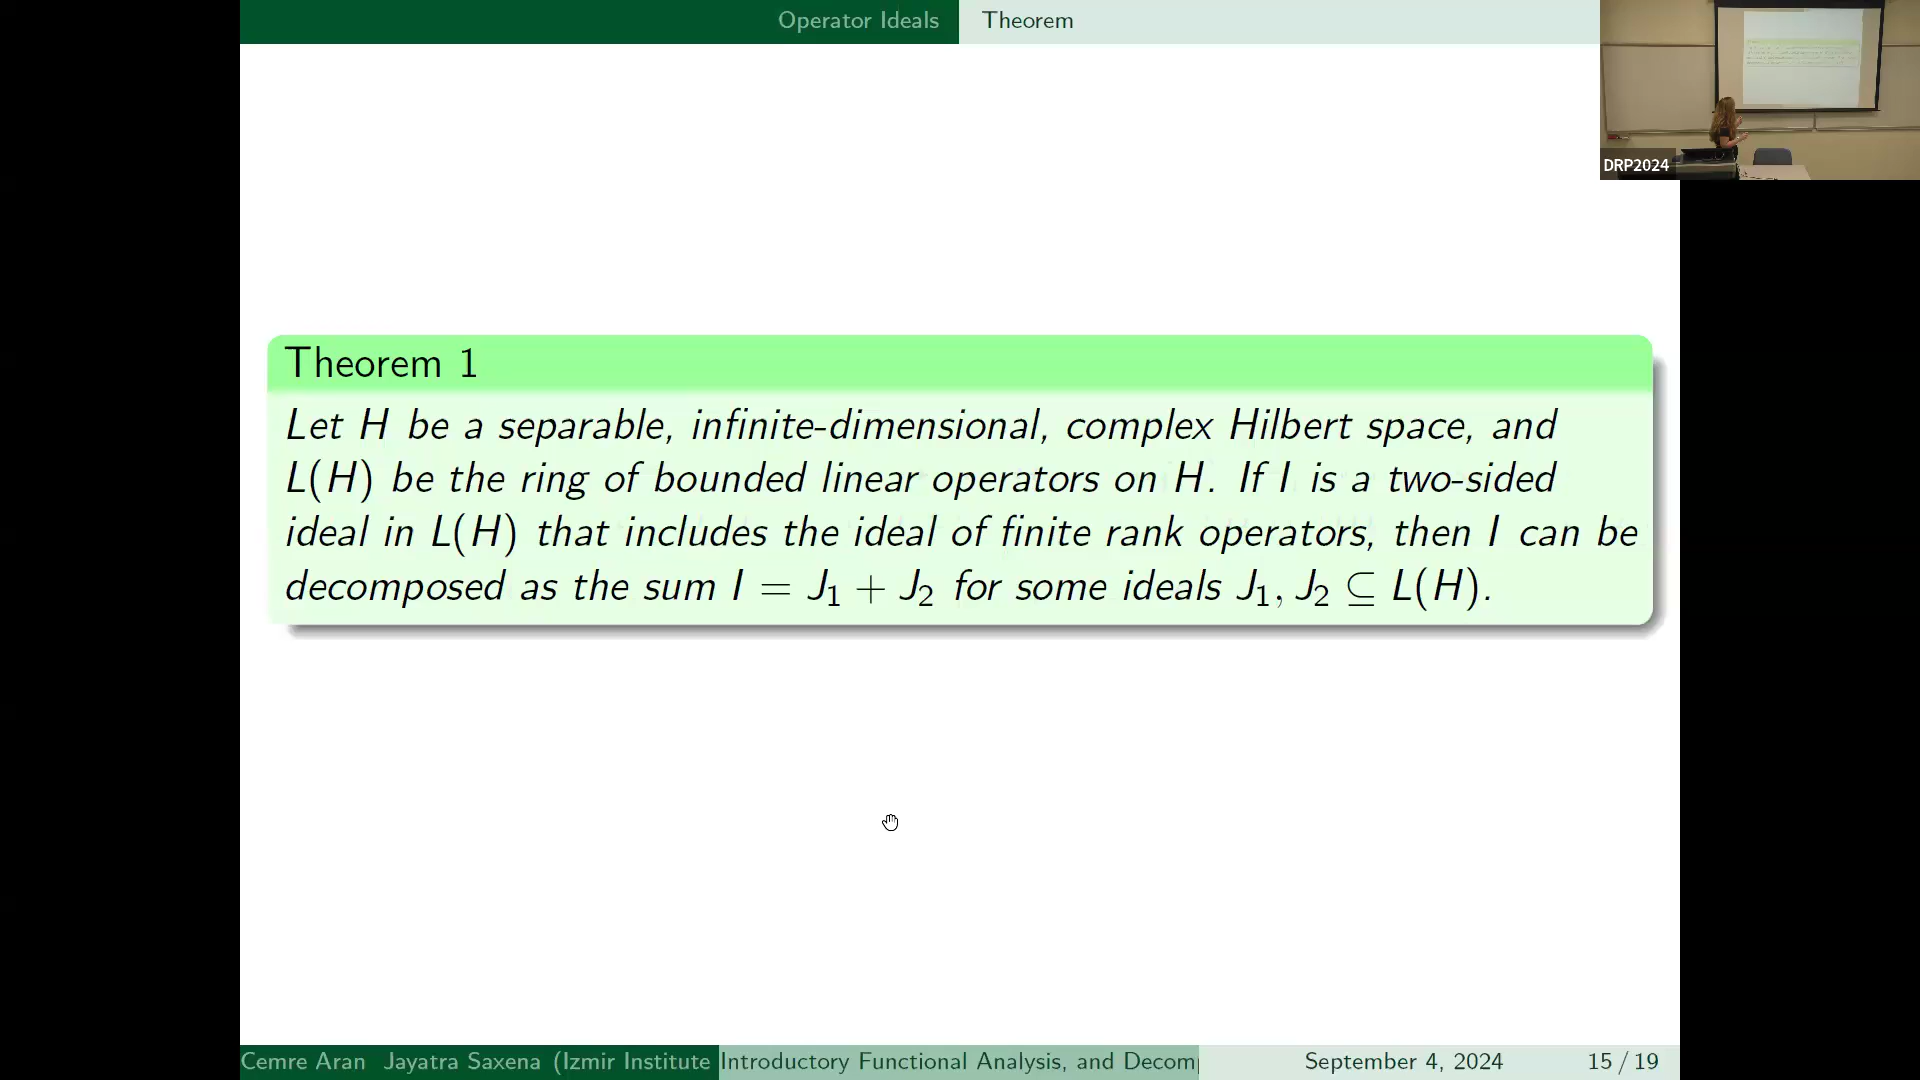 Operator Ideals Theorem
DRP2024
Theorem 1
Let H be a separable, infinite-dimensional, complex Hilbert space, and
L(H) be the ring of bounded linear operators on H. If I is a two-sided
ideal in L(H) that includes the ideal of finite rank operators, then I can be
decomposed as the sum I = J₁ + J₂ for some ideals J₁, J₂ ⊆ L(H).
Cemre Aran Jayatra Saxena (Izmir Institute Introductory Functional Analysis, and Decomp September 4, 2024 15 / 19